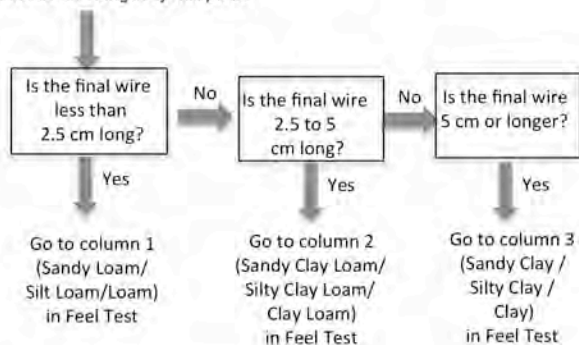 Is the final wire
less than
2.5 cm long?
No
Is the final wire
2.5 to 5
cm long?
No
Is the final wire
5 cm or longer?
Yes
Yes
Yes
Go to column 1
(Sandy Loam/
Silt Loam/Loam)
in Feel Test
Go to column 2
(Sandy Clay Loam/
Silty Clay Loam/
Clay Loam)
in Feel Test
Go to column 3
(Sandy Clay /
Silty Clay /
Clay)
in Feel Test